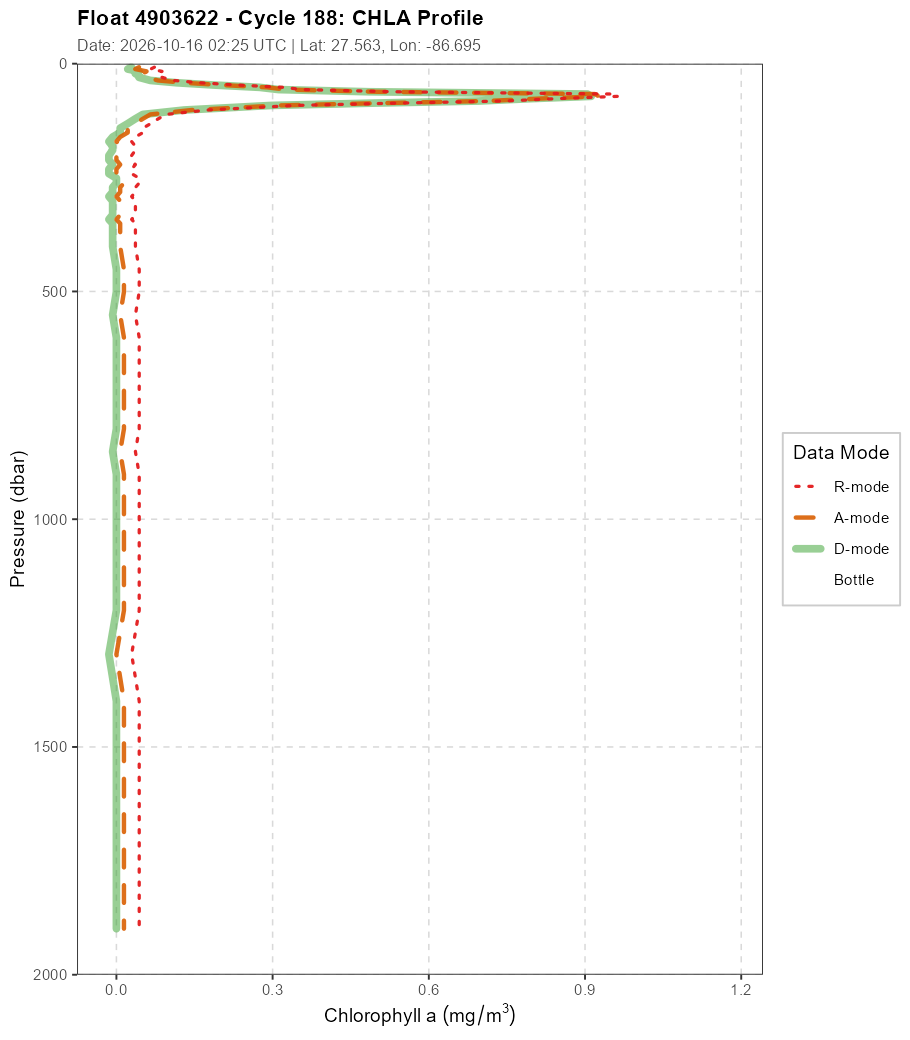 Float 4903622 - Cycle 188: CHLA Profile
Date: 2026-10-16 02:25 UTC | Lat: 27.563, Lon: -86.695
0
500
1000
1500
2000
Pressure (dbar)
0.0 0.3 0.6 0.9 1.2
Chlorophyll a (mg/m³)
Data Mode
R-mode
A-mode
D-mode
Bottle